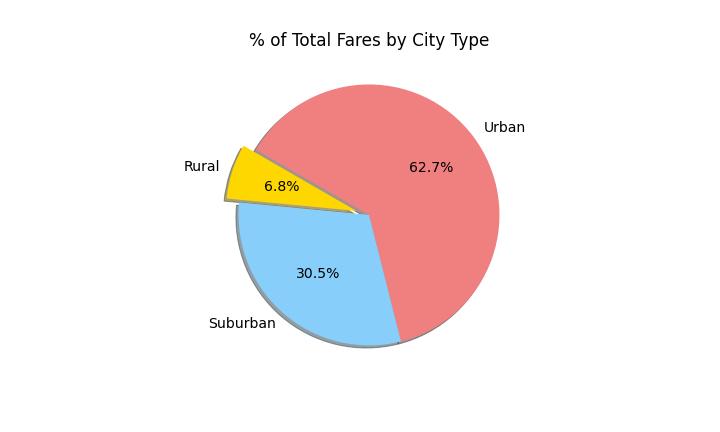 % of Total Fares by City Type
Urban
62.7%
Rural
6.8%
30.5%
Suburban